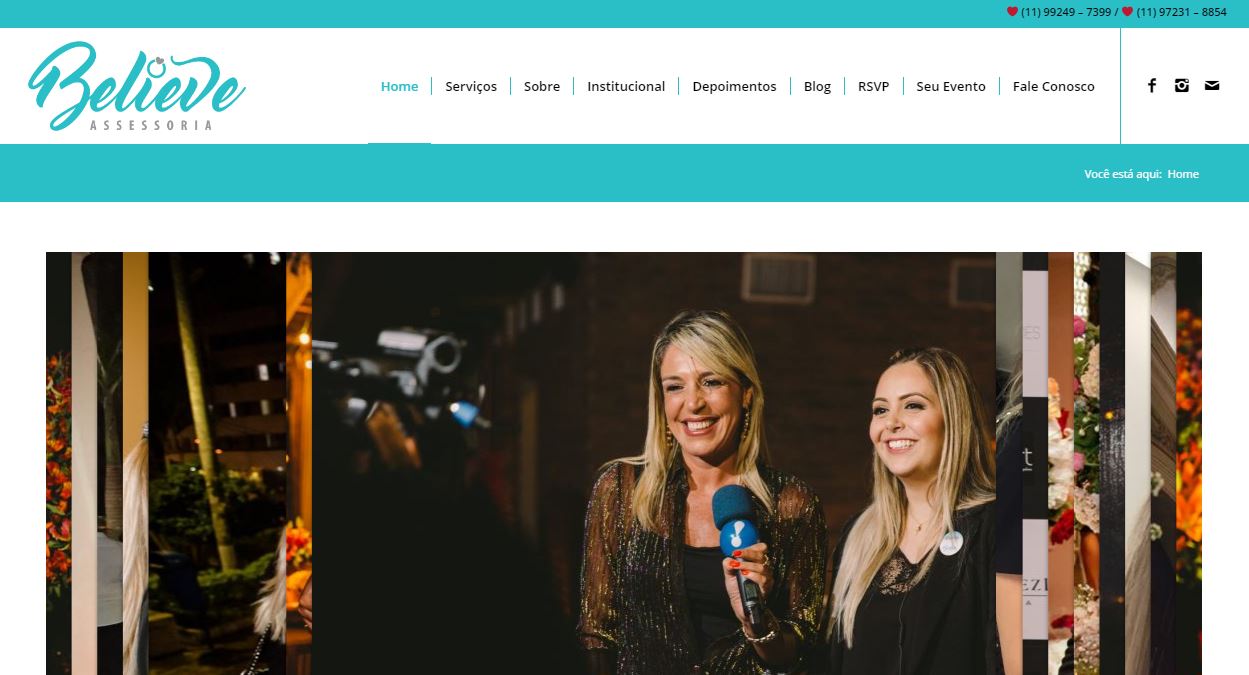 (11) 99249 – 7399 / (11) 97231 – 8854
Believe
ASSESSORIA
Home Serviços Sobre Institucional Depoimentos Blog RSVP Seu Evento Fale Conosco
Você está aqui: Home